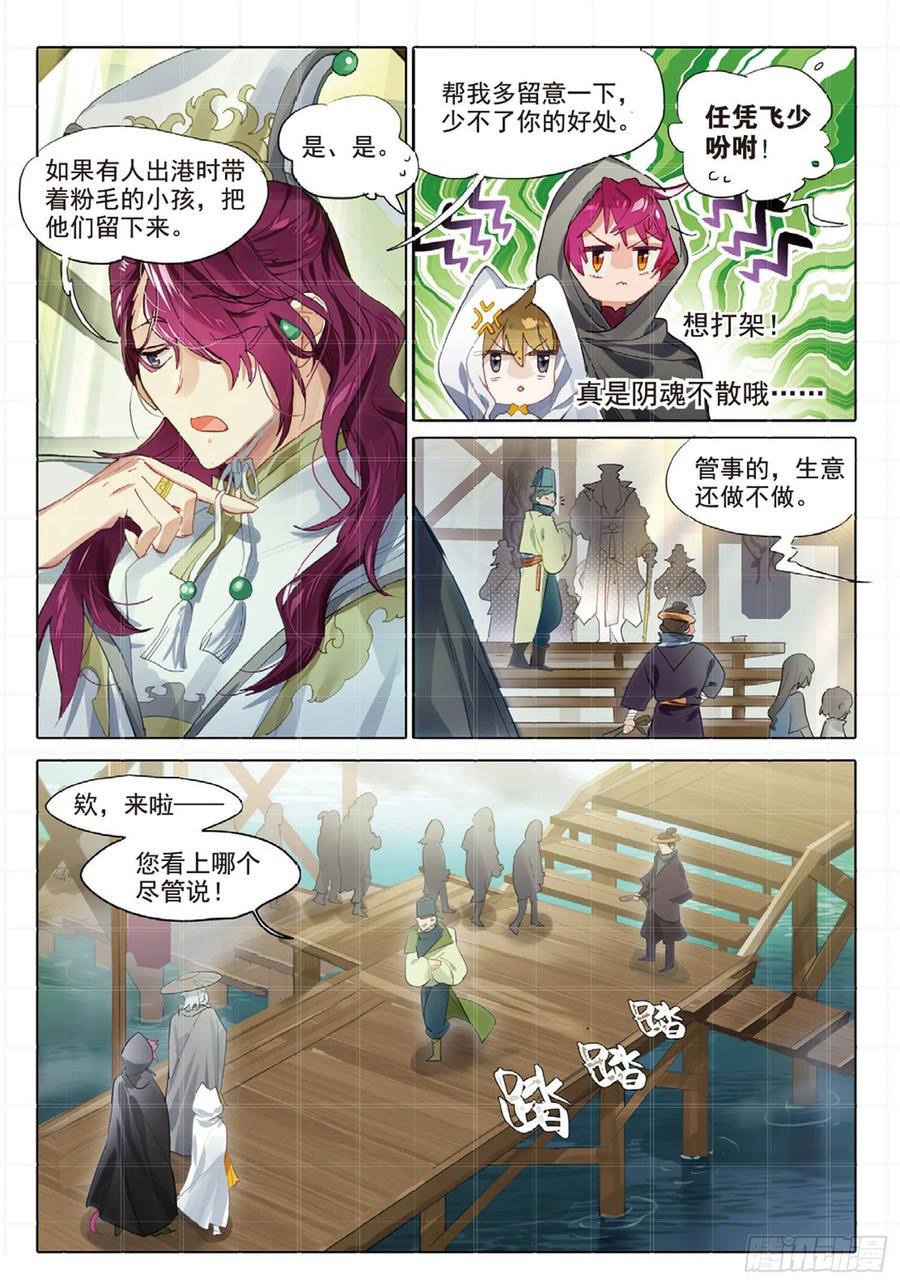 如果有人出港时带
着粉毛的小孩，把
他们留下来。
是、是。
帮我多留意一下，
少不了你的好处。
任凭飞少
吩咐！
想打架！
真是阴魂不散哦……
管事的，生意
还做不做。
欸，来啦——
您看上哪个
尽管说！
踏
踏
踏
踏
腾讯动漫